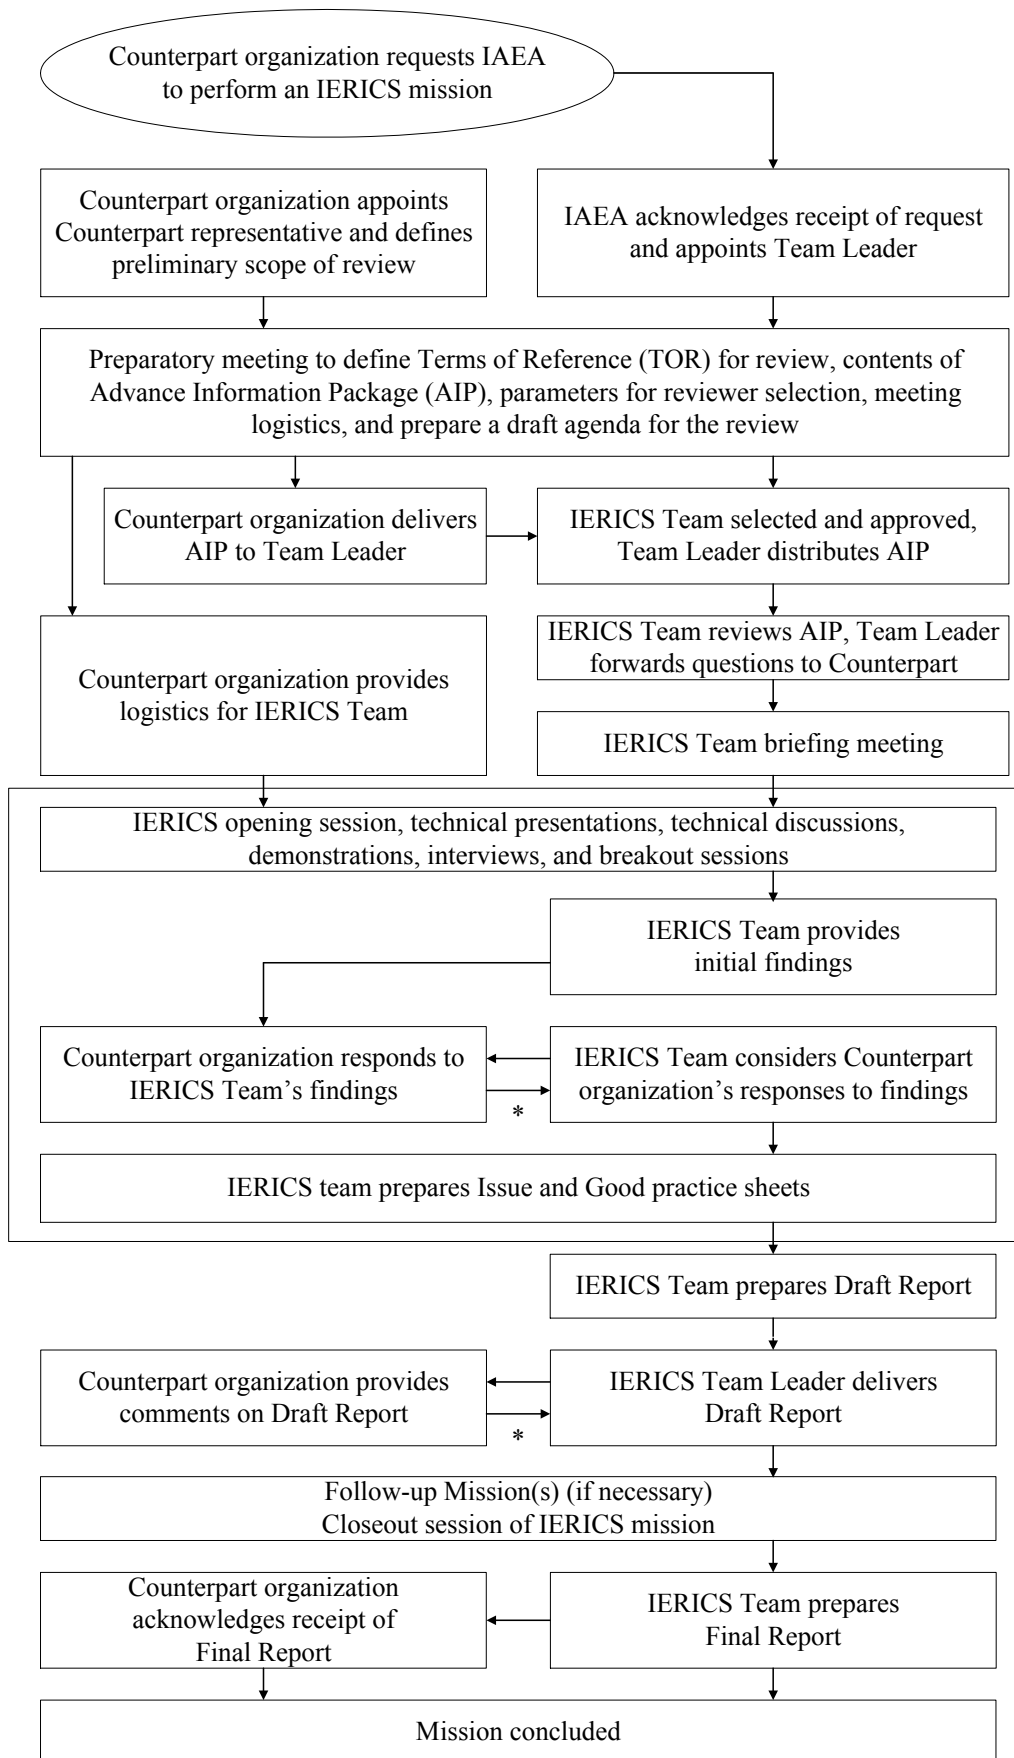 Counterpart organization requests IAEA
to perform an IERICS mission
Counterpart organization appoints
Counterpart representative and defines
preliminary scope of review
IAEA acknowledges receipt of request
and appoints Team Leader
Preparatory meeting to define Terms of Reference (TOR) for review, contents of
Advance Information Package (AIP), parameters for reviewer selection, meeting
logistics, and prepare a draft agenda for the review
Counterpart organization delivers
AIP to Team Leader
IERICS Team selected and approved,
Team Leader distributes AIP
IERICS Team reviews AIP, Team Leader
forwards questions to Counterpart
Counterpart organization provides
logistics for IERICS Team
IERICS Team briefing meeting
IERICS opening session, technical presentations, technical discussions,
demonstrations, interviews, and breakout sessions
IERICS Team provides
initial findings
Counterpart organization responds to
IERICS Team's findings
*
IERICS Team considers Counterpart
organization's responses to findings
IERICS team prepares Issue and Good practice sheets
IERICS Team prepares Draft Report
Counterpart organization provides
comments on Draft Report
*
IERICS Team Leader delivers
Draft Report
Follow-up Mission(s) (if necessary)
Closeout session of IERICS mission
Counterpart organization
acknowledges receipt of
Final Report
IERICS Team prepares
Final Report
Mission concluded